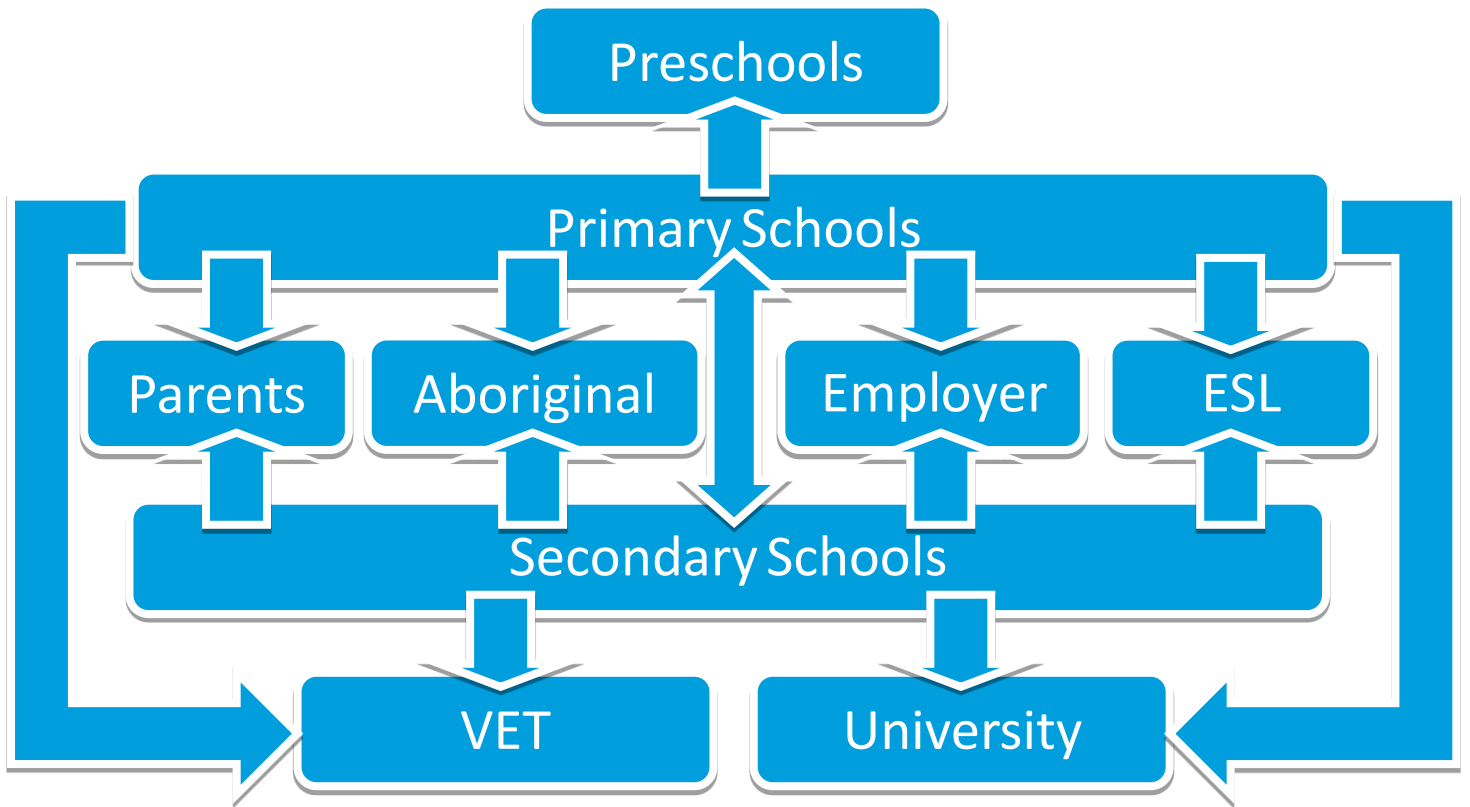 Preschools
Primary Schools
Parents
Aboriginal
Employer
ESL
Secondary Schools
VET
University